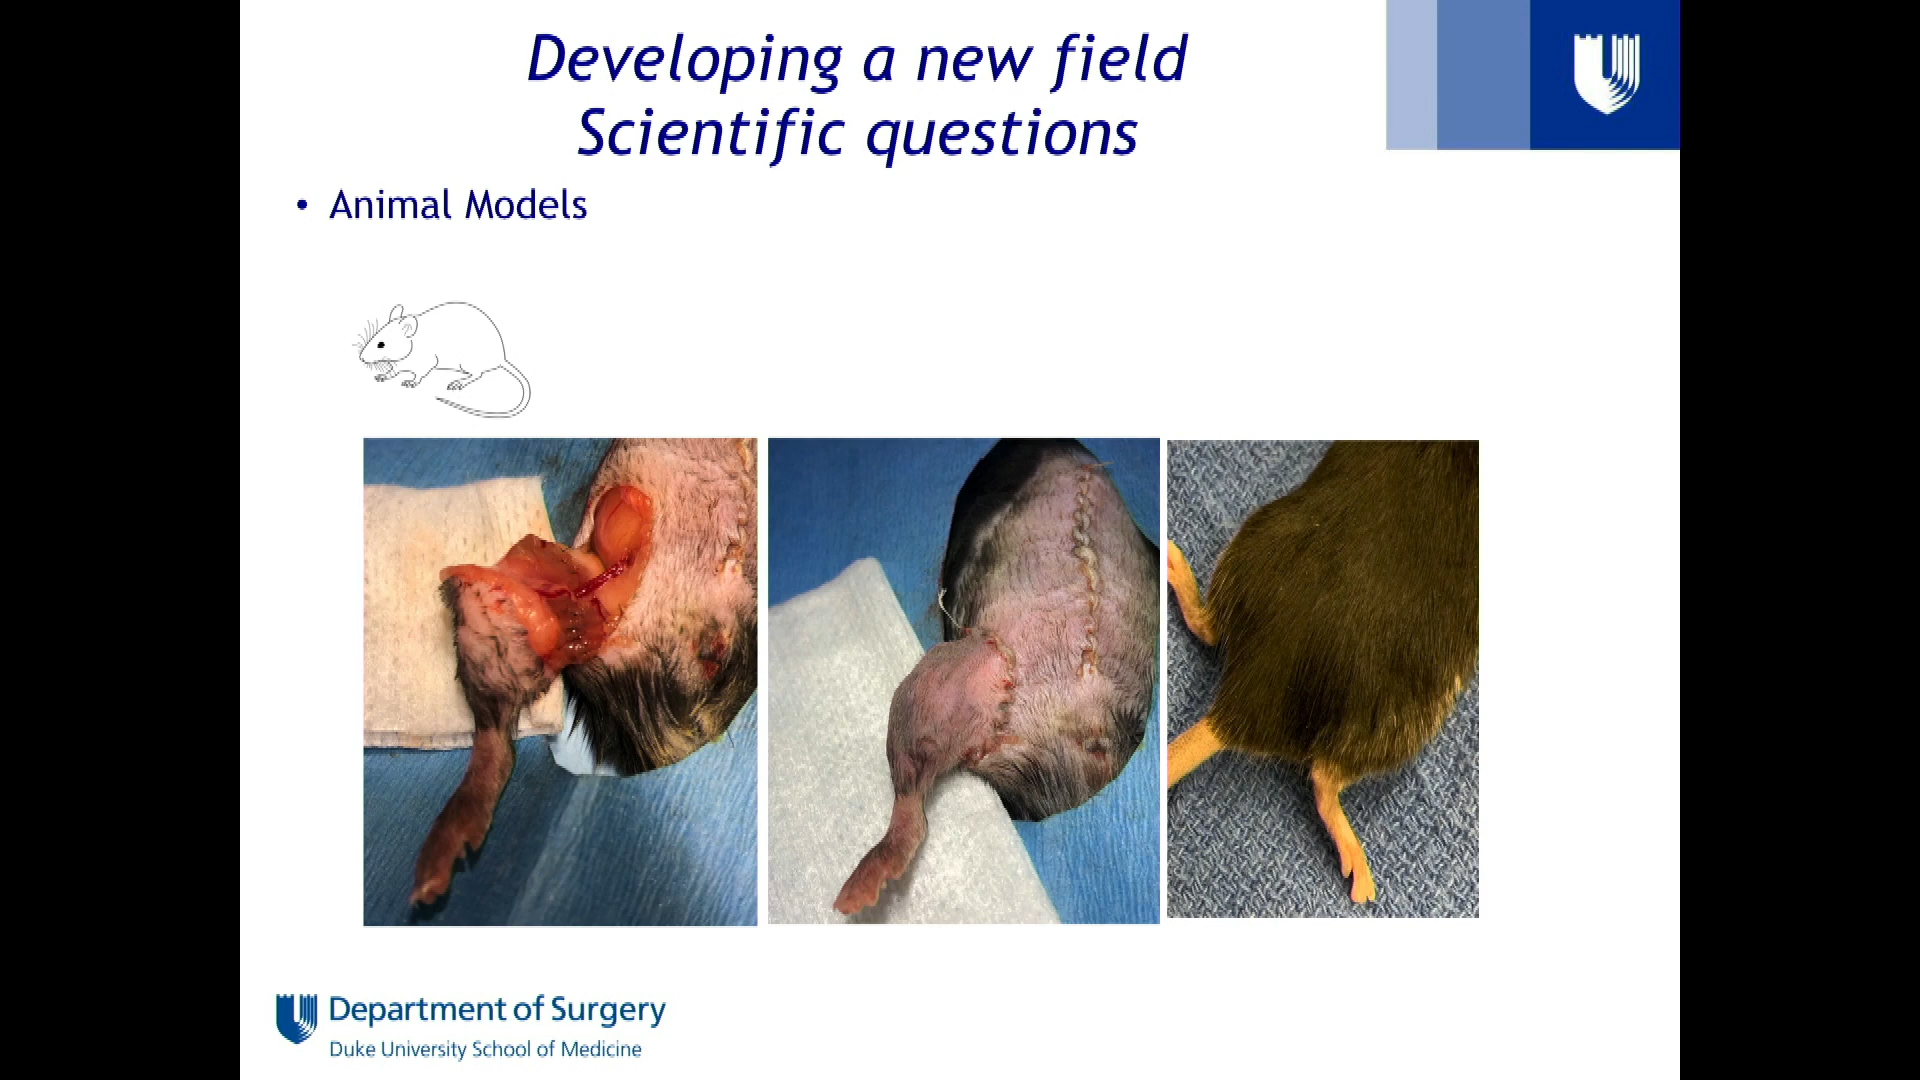 Developing a new field
Scientific questions
• Animal Models
Department of Surgery
Duke University School of Medicine